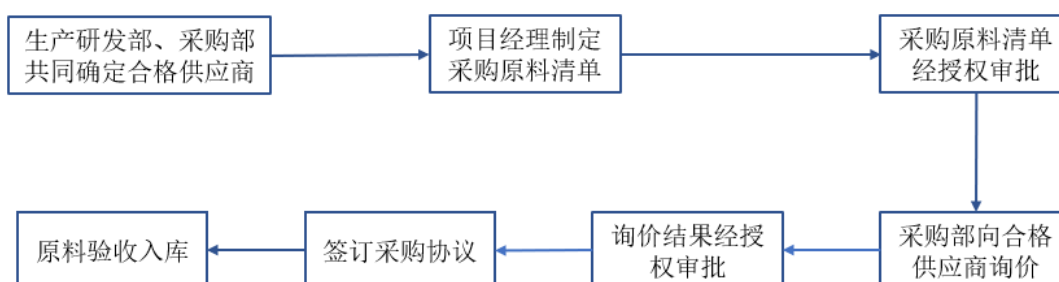 生产研发部、采购部
共同确定合格供应商
项目经理制定
采购原料清单
采购原料清单
经授权审批
采购部向合格
供应商询价
询价结果经授
权审批
签订采购协议
原料验收入库